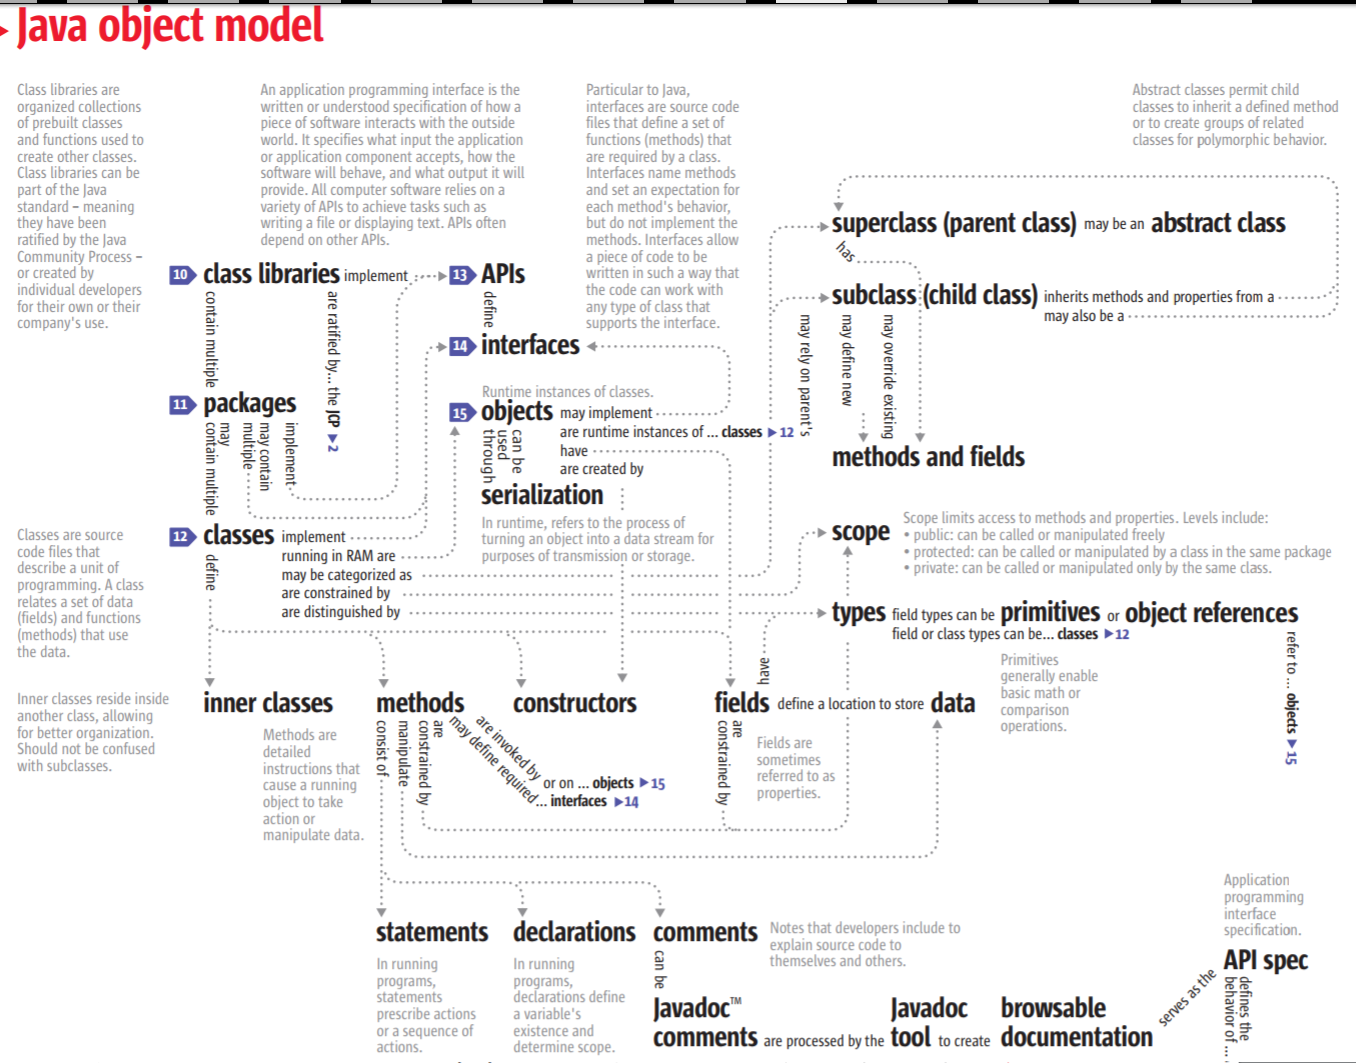 Java object model
Class libraries are
organized collections
of prebuilt classes
and functions used to
create other classes.
Class libraries can be
part of the Java
standard – meaning
they have been
ratified by the Java
Community Process –
or created by
individual developers
for their own or their
company's use.
An application programming interface is the
written or understood specification of how a
piece of software interacts with the outside
world. It specifies what input the application
or application component accepts, how the
software will behave, and what output it will
provide. All computer software relies on a
variety of APIs to achieve tasks such as
writing a file or displaying text. APIs often
depend on other APIs.
Particular to Java,
interfaces are source code
files that define a set of
functions (methods) that
are required by a class.
Interfaces name methods
and set an expectation for
each method's behavior,
but do not implement the
methods. Interfaces allow
a piece of code to be
written in such a way that
the code can work with
any type of class that
supports the interface.
Abstract classes permit child
classes to inherit a defined method
or to create groups of related
classes for polymorphic behavior.
superclass (parent class) may be an abstract class
has
10 class libraries implement
13 APIs
define
subclass (child class) inherits methods and properties from a
may also be a
contain multiple
are ratified by... the JCP ▶2
may rely on parent's
may define new
may override existing
14 interfaces
Runtime instances of classes.
11 packages
15 objects may implement
are runtime instances of ... classes ▶12
have
are created by
may
contain multiple
may contain
multiple
implement
can be
used
through
methods and fields
serialization
In runtime, refers to the process of
turning an object into a data stream for
purposes of transmission or storage.
Classes are source
code files that
describe a unit of
programming. A class
relates a set of data
(fields) and functions
(methods) that use
the data.
12 classes implement
running in RAM are
may be categorized as
are constrained by
are distinguished by
define
scope
Scope limits access to methods and properties. Levels include:
• public: can be called or manipulated freely
• protected: can be called or manipulated by a class in the same package
• private: can be called or manipulated only by the same class.
types field types can be primitives or object references
field or class types can be... classes ▶12
Primitives
generally enable
basic math or
comparison
operations.
refer to ... objects ▶15
Inner classes reside inside
another class, allowing
for better organization.
Should not be confused
with subclasses.
inner classes
methods
constructors
have
fields define a location to store data
Methods are
detailed
instructions that
cause a running
object to take
action or
manipulate data.
consist of
manipulate
are
constrained by
may define required
... interfaces ▶14
are invoked by
or on ... objects ▶15
are
constrained by
Fields are
sometimes
referred to as
properties.
statements
In running
programs,
statements
prescribe actions
or a sequence of
actions.
declarations
In running
programs,
declarations define
a variable's
existence and
determine scope.
comments
Notes that developers include to
explain source code to
themselves and others.
can be
Javadoc™
comments are processed by the
Javadoc
tool to create
browsable
documentation
serves as the
Application
programming
interface
specification.
API spec
defines the
behavior of ...